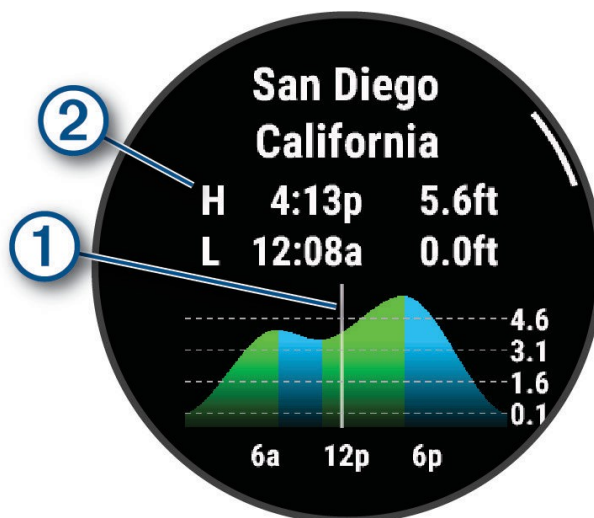 San Diego
California
② H 4:13p 5.6ft
① L 12:08a 0.0ft
4.6
3.1
1.6
0.1
6a 12p 6p